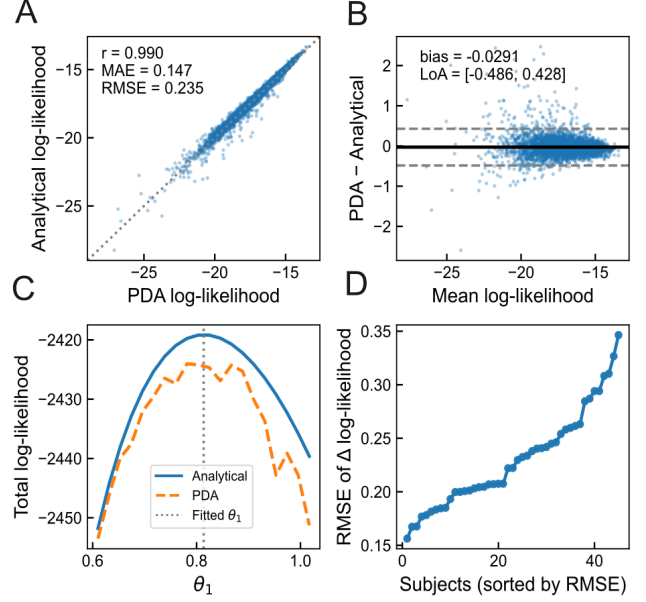 A
r = 0.990
MAE = 0.147
RMSE = 0.235
Analytical log-likelihood
−15
−20
−25
−25
−20
−15
PDA log-likelihood
B
bias = -0.0291
LoA = [-0.486, 0.428]
PDA − Analytical
2
1
0
−1
−2
−25
−20
−15
Mean log-likelihood
C
Total log-likelihood
−2420
−2430
−2440
−2450
Analytical
PDA
Fitted θ1
0.6
0.8
1.0
θ1
D
RMSE of Δ log-likelihood
0.35
0.30
0.25
0.20
0.15
0
20
40
Subjects (sorted by RMSE)